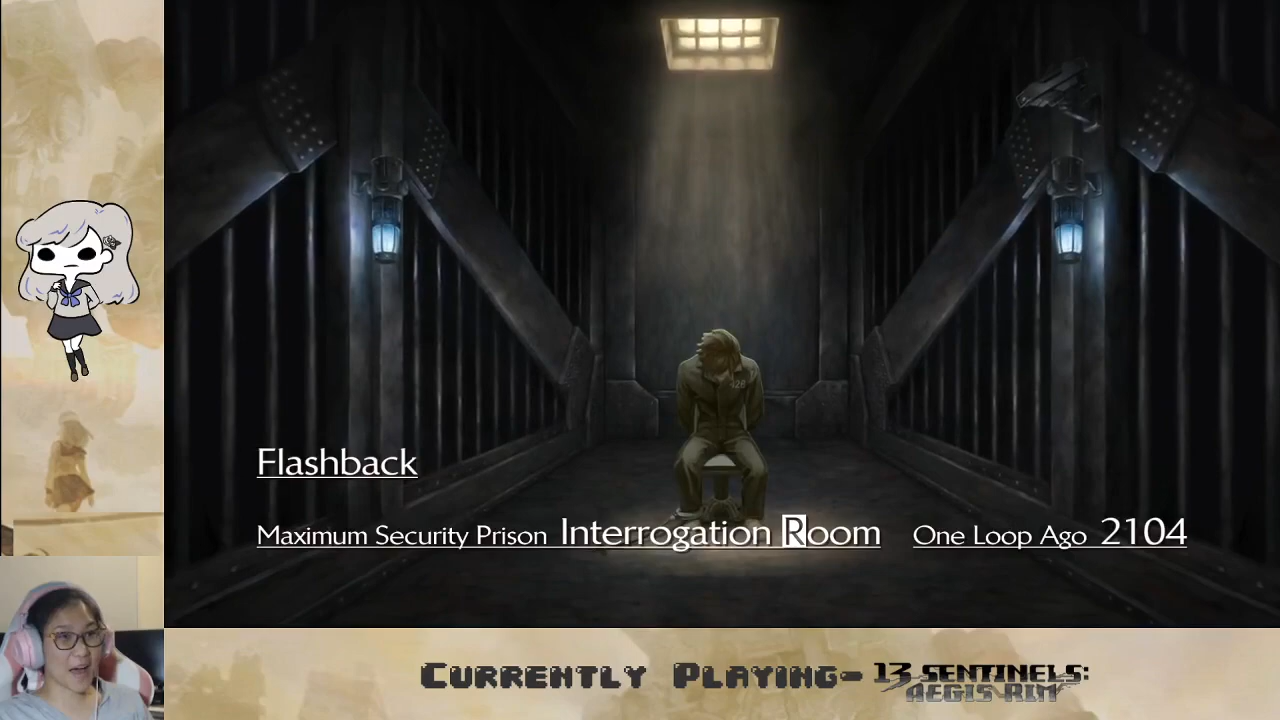 Flashback
Maximum Security Prison Interrogation Room One Loop Ago 2104
Currently Playing- 13 SENTINELS:
AEGIS RIM